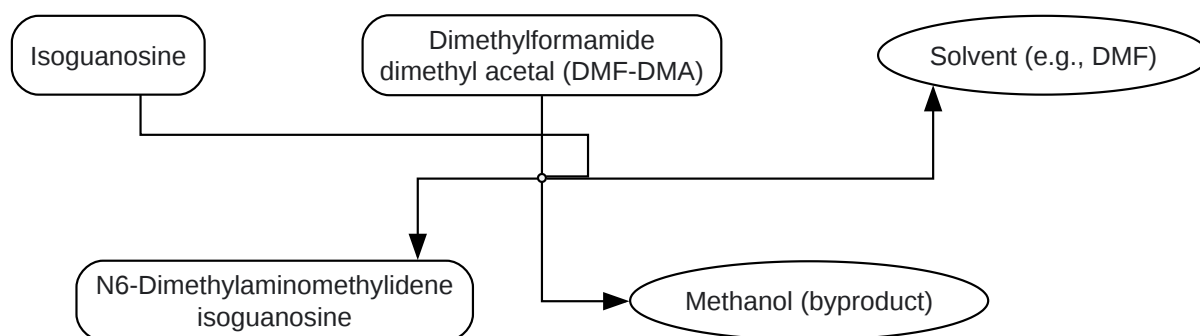 Isoguanosine
Dimethylformamide
dimethyl acetal (DMF-DMA)
Solvent (e.g., DMF)
N6-Dimethylaminomethylidene
isoguanosine
Methanol (byproduct)